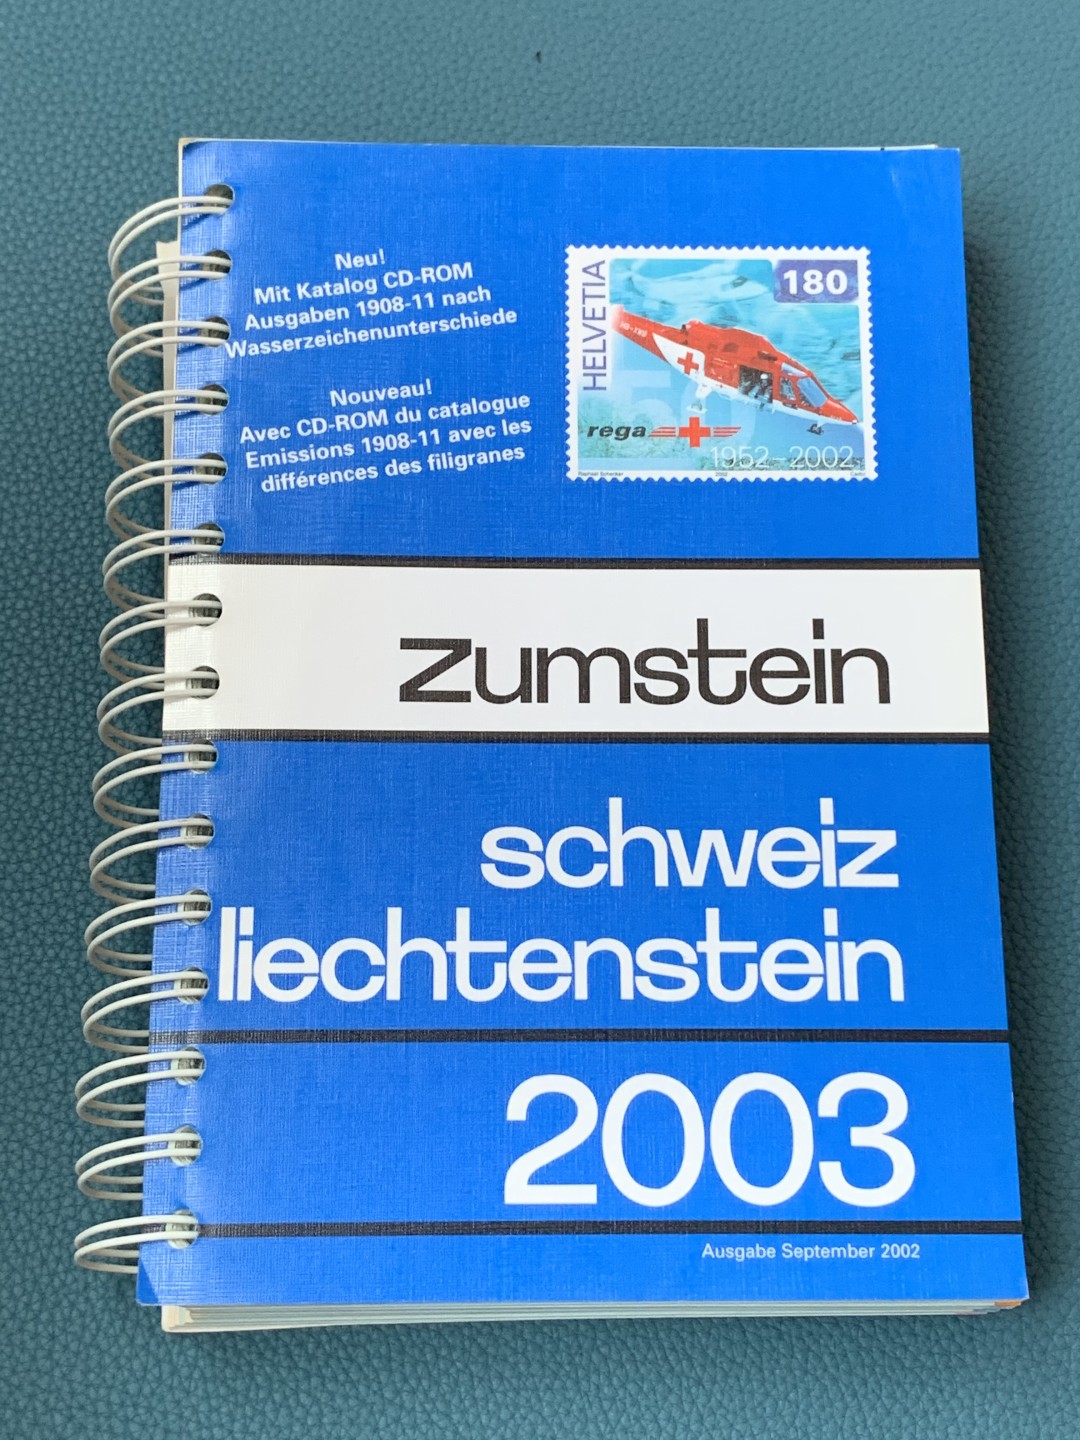 Neu!
Mit Katalog CD-ROM
Ausgaben 1908-11 nach
Wasserzeichenunterschiede
Nouveau!
Avec CD-ROM du catalogue
Emissions 1908-11 avec les
différences des filigranes
HELVETIA
180
rega
1952-2002
2002
zumstein
schweiz
liechtenstein
2003
Ausgabe September 2002